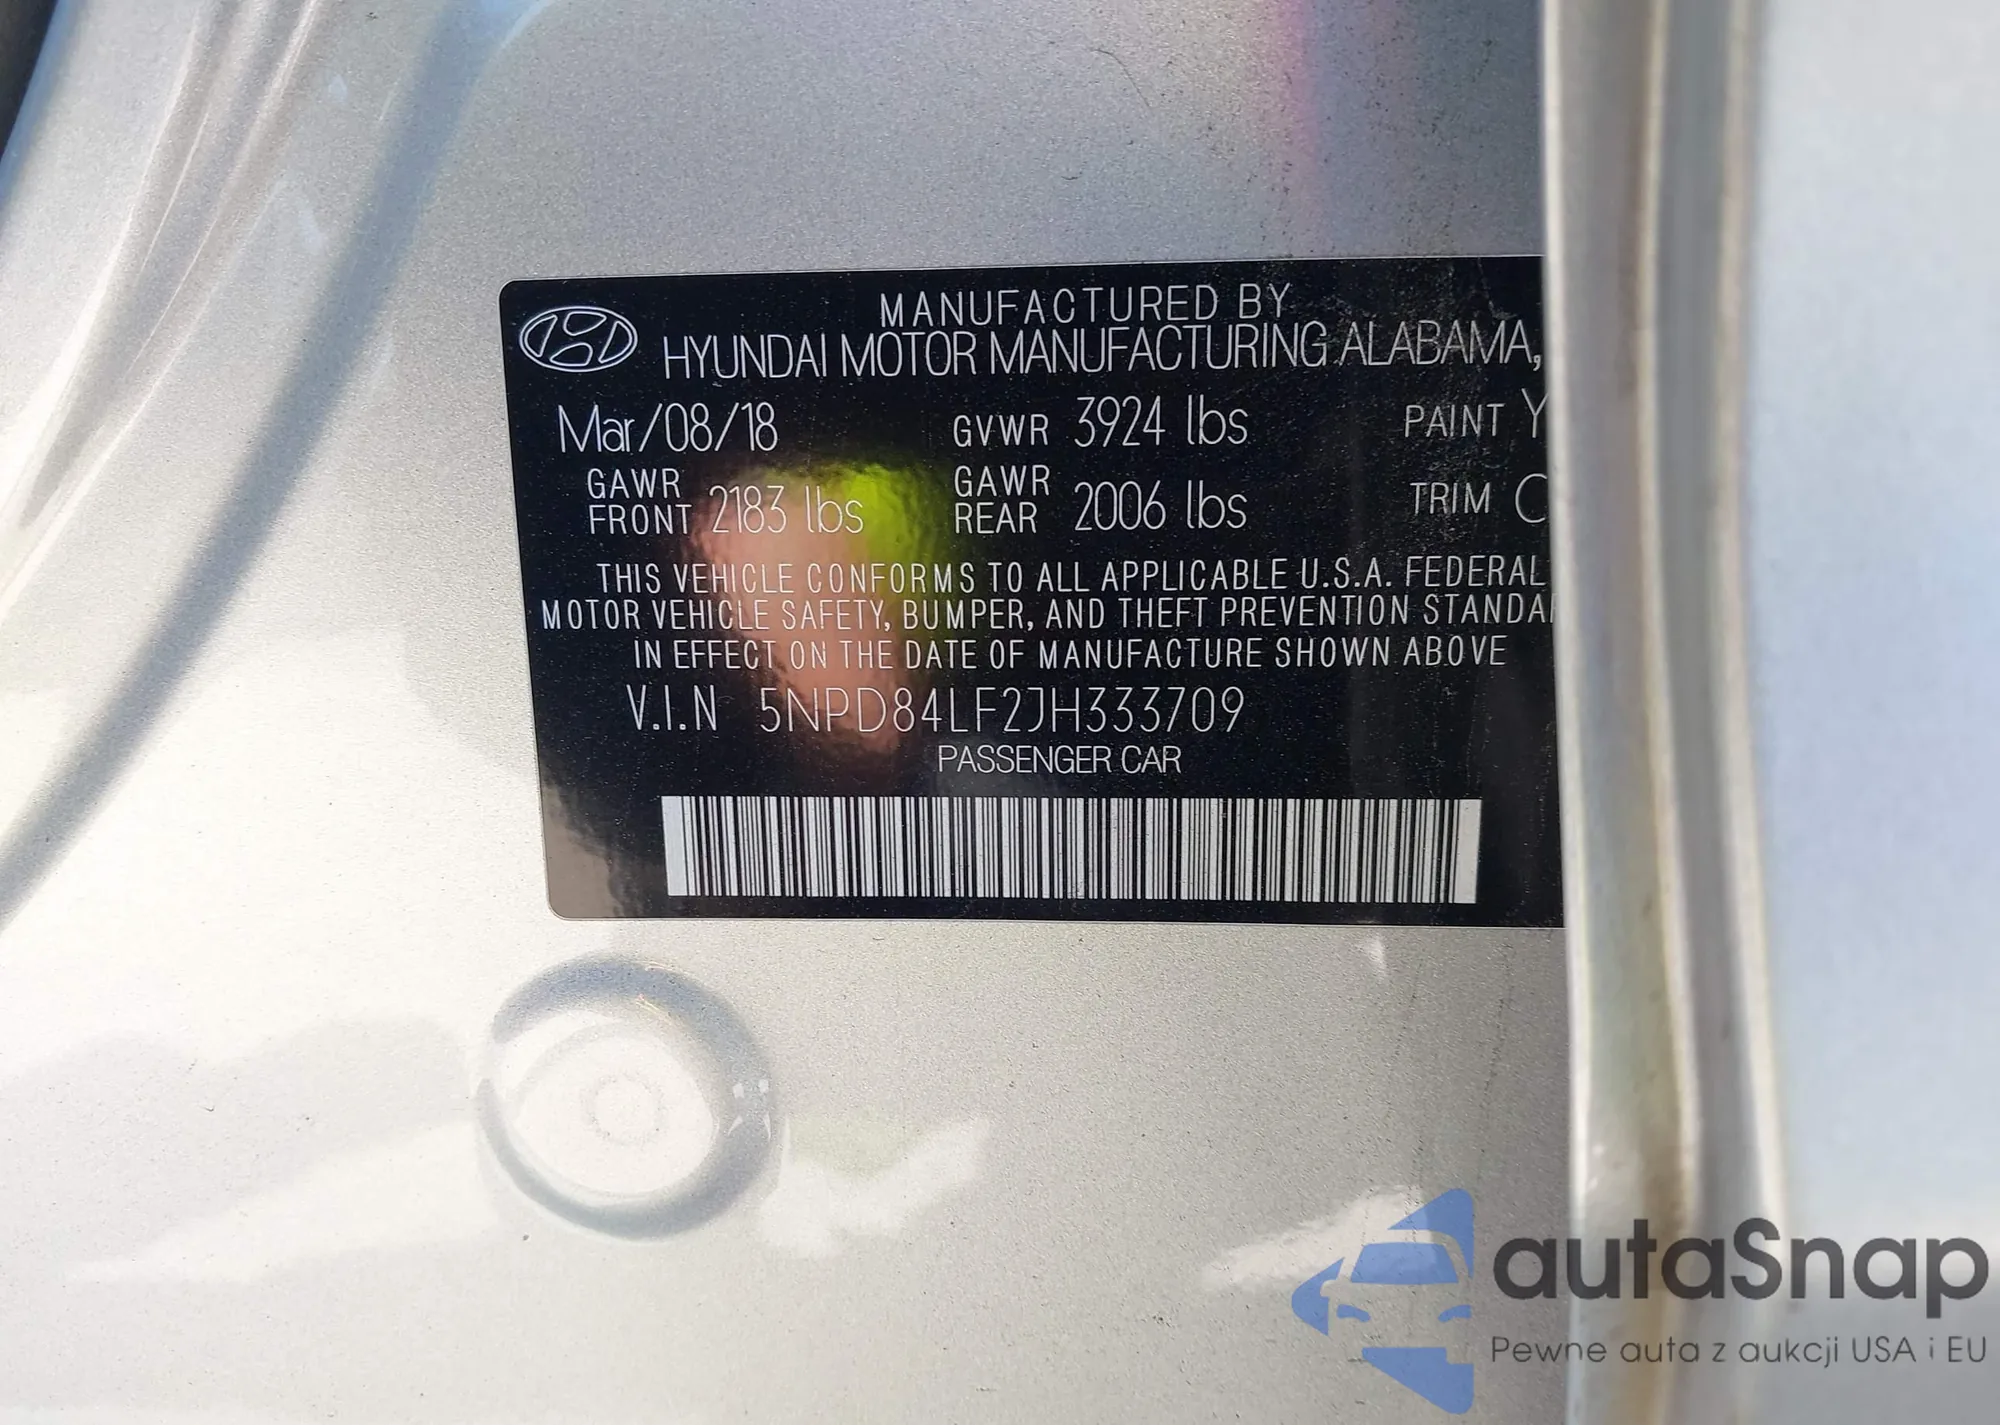 MANUFACTURED BY
HYUNDAI MOTOR MANUFACTURING ALABAMA,
Mar/08/18 GVWR 3924 lbs PAINT Y
GAWR FRONT 2183 lbs GAWR REAR 2006 lbs TRIM
THIS VEHICLE CONFORMS TO ALL APPLICABLE U.S.A. FEDERAL
MOTOR VEHICLE SAFETY, BUMPER, AND THEFT PREVENTION STANDA
IN EFFECT ON THE DATE OF MANUFACTURE SHOWN ABOVE
V.I.N 5NPD84LF2JH333709
PASSENGER CAR
autaSnap
Pewne auta z aukcji USA i EU